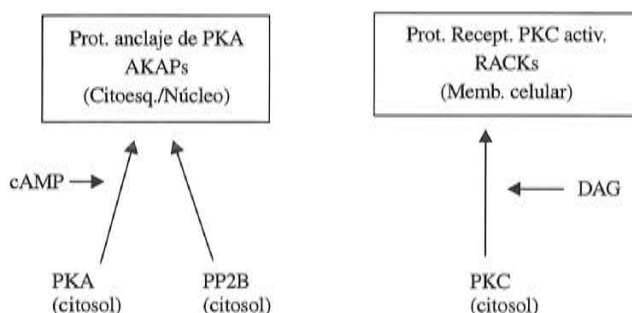 Prot. anclaje de PKA
AKAPs
(Citoesq./Núcleo)
Prot. Recept. PKC activ.
RACKs
(Memb. celular)
cAMP
DAG
PKA
(citosol)
PP2B
(citosol)
PKC
(citosol)